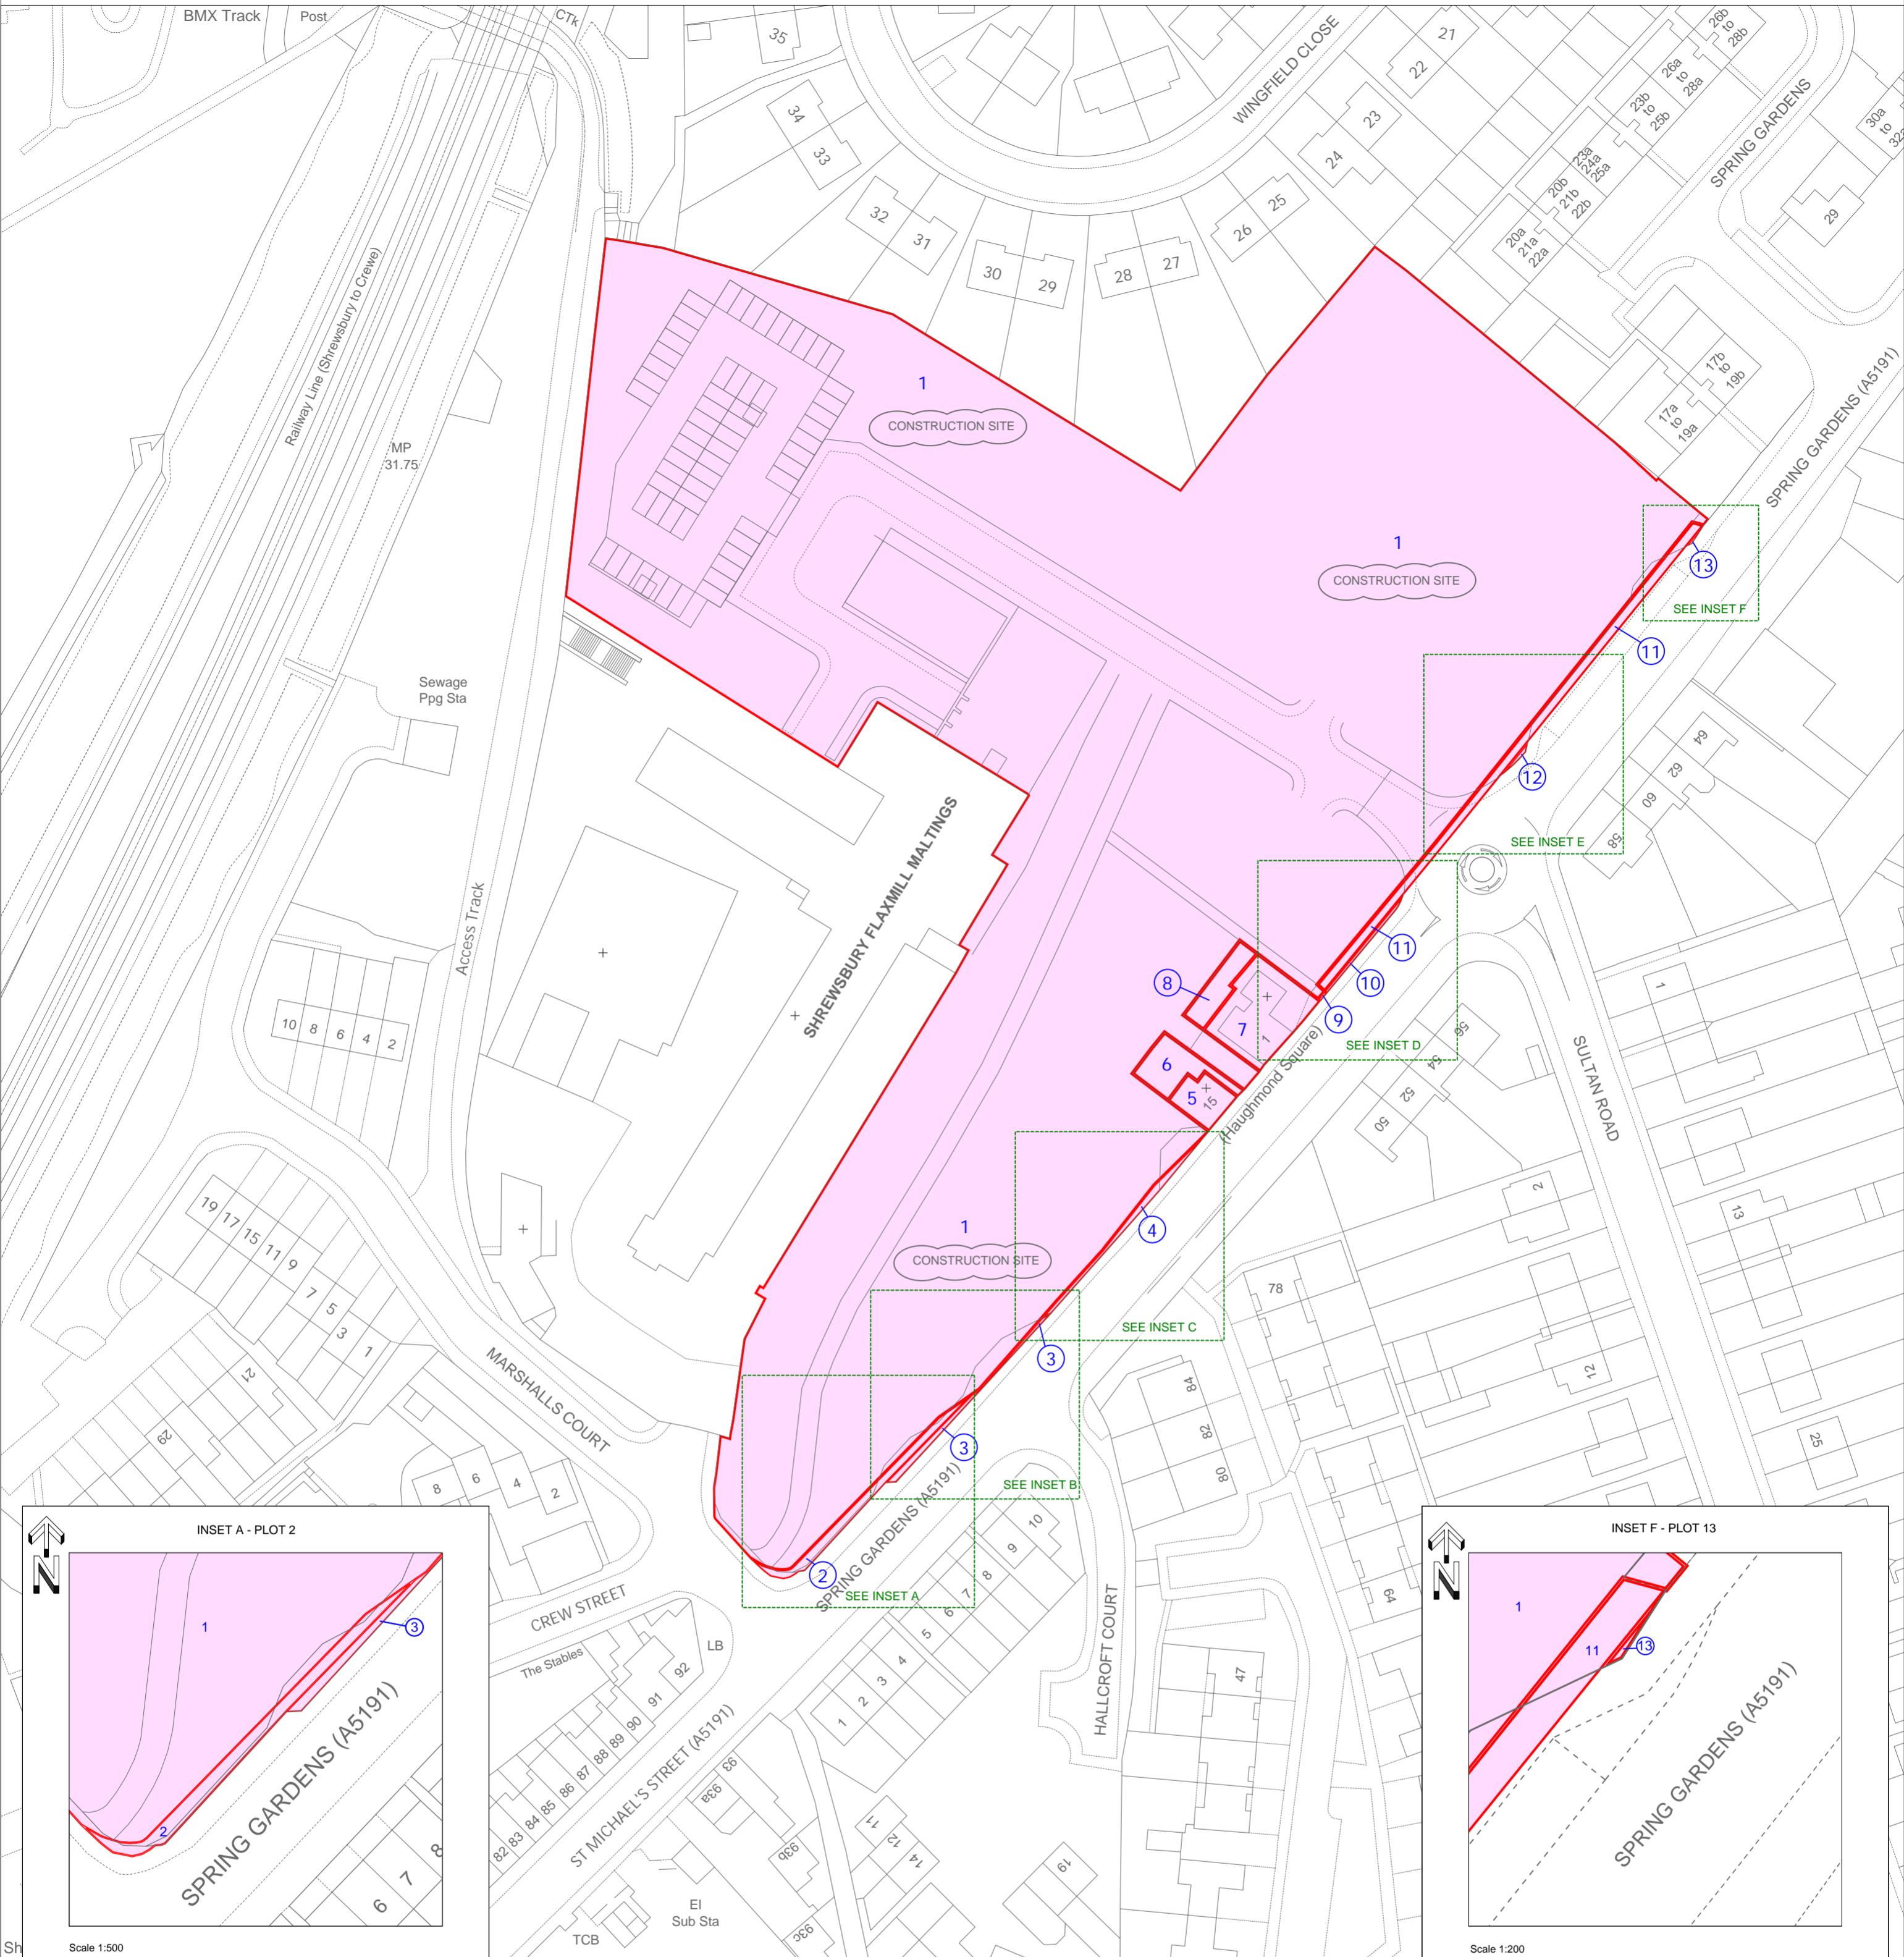 BMX Track
Post
CTk
35
34
33
32
31
30
29
28
27
26
25
24
23
22
21
WINGFIELD CLOSE
26b
to
28b
26a
to
28a
23b
to
25b
23a
24a
25a
20b
21b
22b
20a
21a
22a
SPRING GARDENS
30a
to
29
17b
to
19b
17a
to
19a
SPRING GARDENS (A5191)
Railway Line (Shrewsbury to Crewe)
MP
31.75
1
CONSTRUCTION SITE
1
CONSTRUCTION SITE
13
SEE INSET F
11
12
SEE INSET E
Sewage
Ppg Sta
Access Track
SHREWSBURY FLAXMILL MALTINGS
64
62
60
58
11
10
9
8
7
1
SEE INSET D
6
5
15
(Haughmond Square)
56
54
52
50
SULTAN ROAD
1
13
2
12
52
10
8
6
4
2
4
1
CONSTRUCTION SITE
SEE INSET C
3
3
SEE INSET B
2
SEE INSET A
SPRING GARDENS (A5191)
78
84
82
80
64
47
19
17
15
11
9
7
5
3
1
21
29
MARSHALLS COURT
8
6
4
2
CREW STREET
The Stables
LB
92
91
90
89
88
87
86
85
84
83
82
ST MICHAEL'S STREET (A5191)
1
2
3
4
5
6
7
8
9
10
HALLCROFT COURT
93
93a
93b
93c
11
12
14
19
El
Sub Sta
TCB
Sh
INSET A - PLOT 2
N
1
3
2
SPRING GARDENS (A5191)
6
7
8
Scale 1:500
INSET F - PLOT 13
N
1
11
13
SPRING GARDENS (A5191)
Scale 1:200